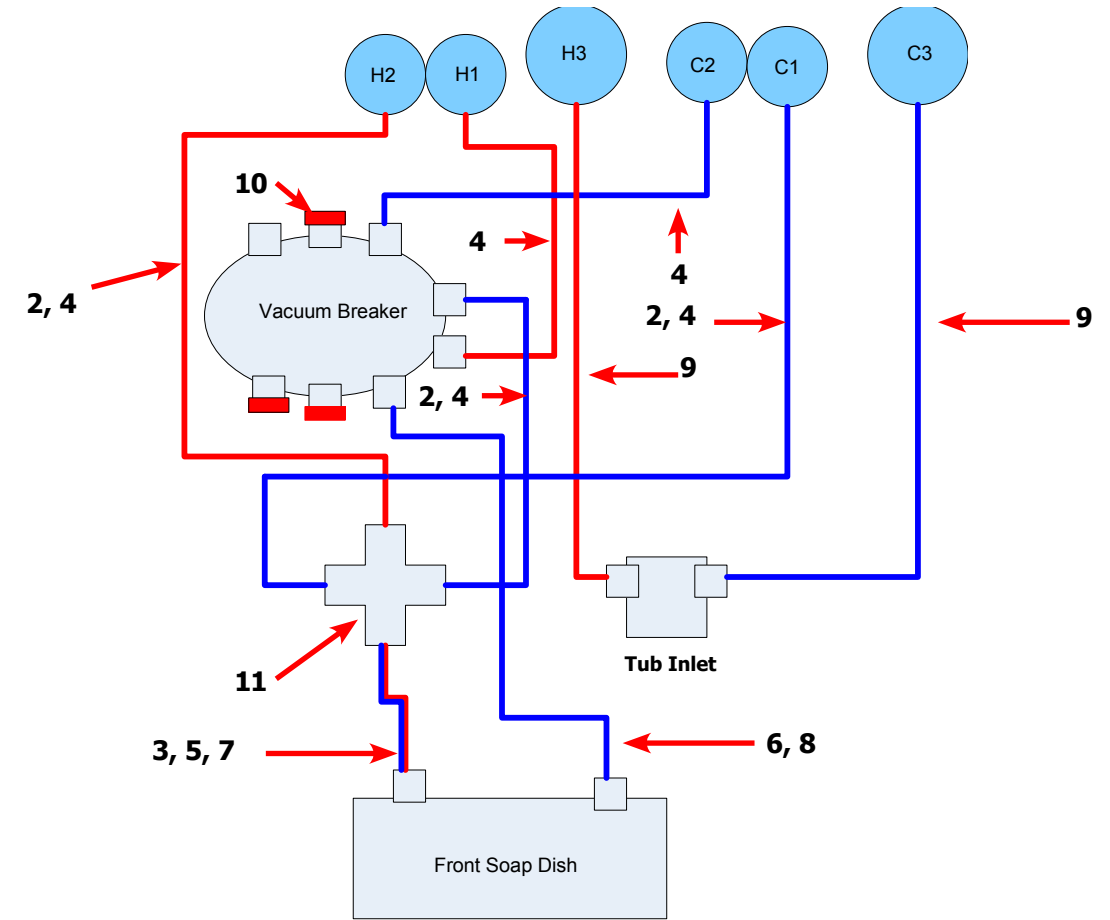 H2
H1
H3
C2
C1
C3
10
4
4
2, 4
2, 4
9
Vacuum Breaker
9
2, 4
11
Tub Inlet
3, 5, 7
6, 8
Front Soap Dish